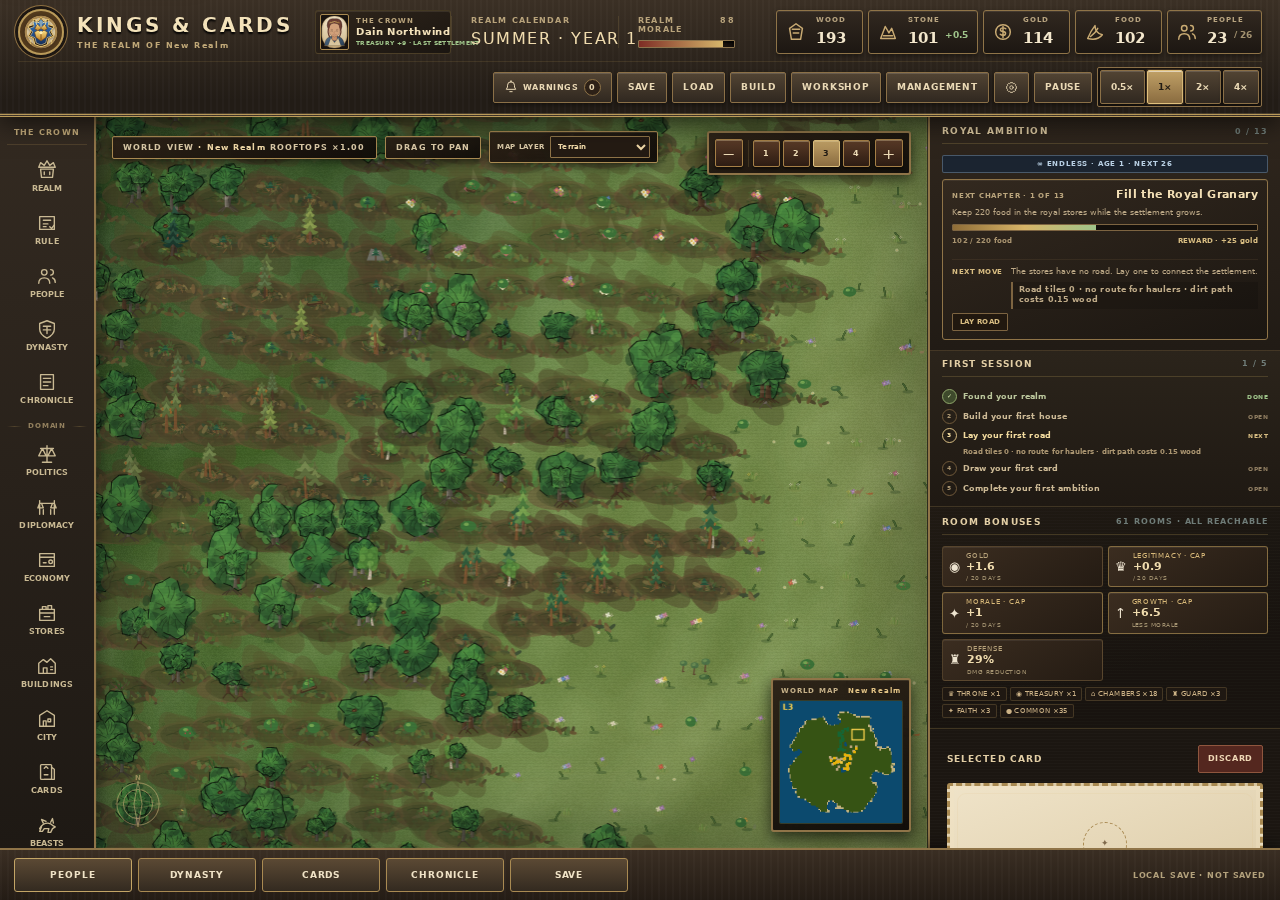 KINGS & CARDS
THE REALM OF New Realm
THE CROWN
Dain Northwind
TREASURY +9 · LAST SETTLEMENT
REALM CALENDAR
SUMMER · YEAR 1
REALM MORALE
88
WOOD
193
STONE
101 +0.5
GOLD
114
FOOD
102
PEOPLE
23 / 26
WARNINGS 0
SAVE
LOAD
BUILD
WORKSHOP
MANAGEMENT
PAUSE
0.5×
1×
2×
4×
THE CROWN
REALM
RULE
PEOPLE
DYNASTY
CHRONICLE
DOMAIN
POLITICS
DIPLOMACY
ECONOMY
STORES
BUILDINGS
CITY
CARDS
BEASTS
WORLD VIEW · New Realm ROOFTOPS ×1.00
DRAG TO PAN
MAP LAYER
Terrain
—
1
2
3
4
+
N
WORLD MAP New Realm
L3
ROYAL AMBITION
0 / 13
∞ ENDLESS · AGE 1 · NEXT 26
NEXT CHAPTER · 1 OF 13
Fill the Royal Granary
Keep 220 food in the royal stores while the settlement grows.
102 / 220 food
REWARD · +25 gold
NEXT MOVE
The stores have no road. Lay one to connect the settlement.
Road tiles 0 · no route for haulers · dirt path
costs 0.15 wood
LAY ROAD
FIRST SESSION
1 / 5
✓ Found your realm DONE
2 Build your first house OPEN
3 Lay your first road NEXT
Road tiles 0 · no route for haulers · dirt path costs 0.15 wood
4 Draw your first card OPEN
5 Complete your first ambition OPEN
ROOM BONUSES
61 ROOMS · ALL REACHABLE
GOLD
+1.6
/ 20 DAYS
LEGITIMACY · CAP
+0.9
/ 20 DAYS
MORALE · CAP
+1
/ 20 DAYS
GROWTH · CAP
+6.5
LESS MORALE
DEFENSE
29%
DMG REDUCTION
THRONE ×1
TREASURY ×1
CHAMBERS ×18
GUARD ×3
FAITH ×3
COMMON ×35
SELECTED CARD
DISCARD
PEOPLE
DYNASTY
CARDS
CHRONICLE
SAVE
LOCAL SAVE · NOT SAVED